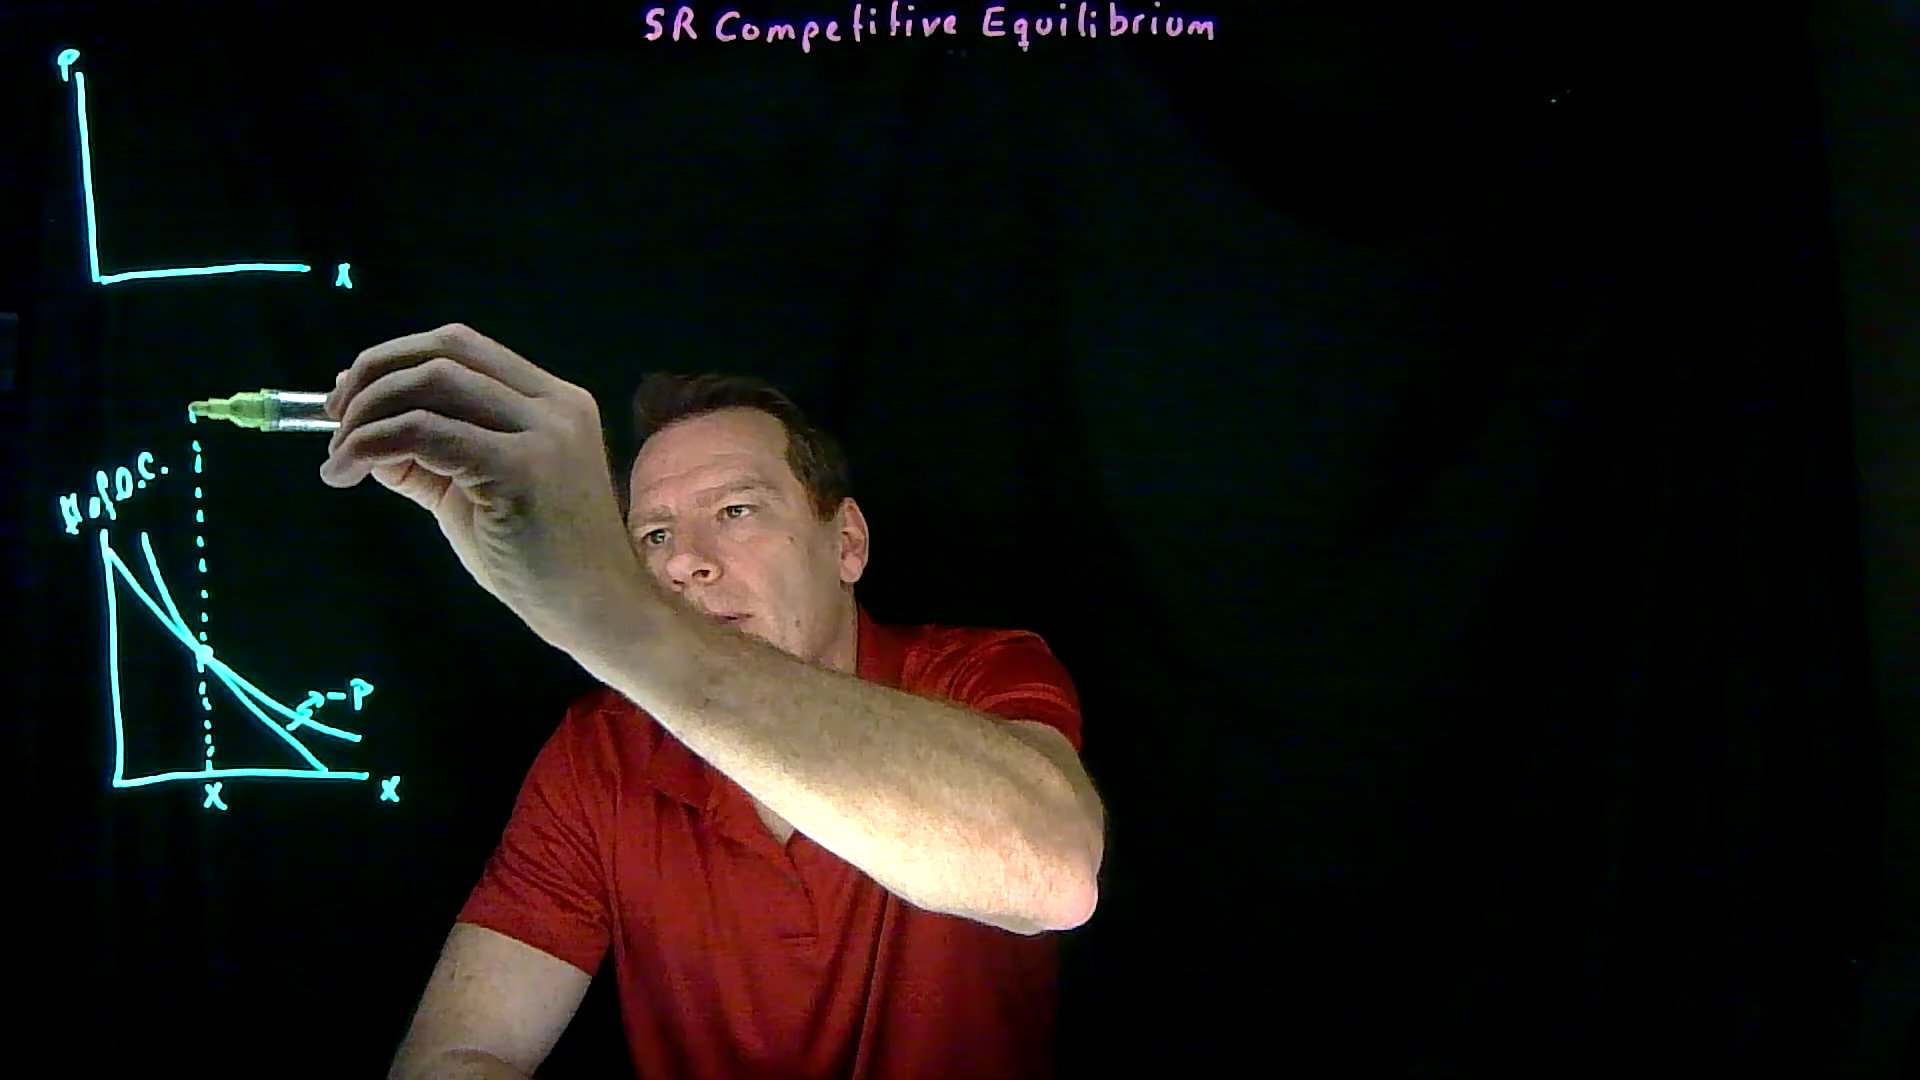 SR Competitive Equilibrium
P
x
$ of O.C.
-P
x
x